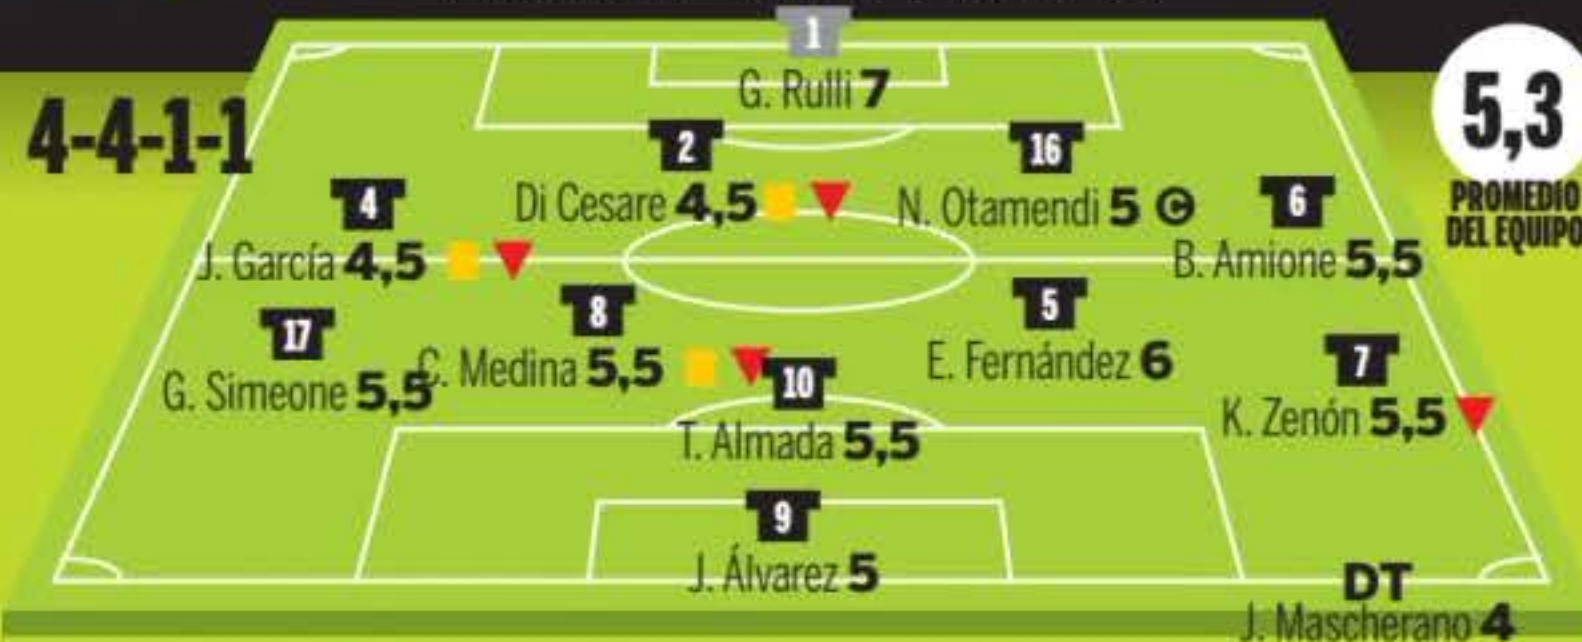 1
G. Rulli 7
4-4-1-1
5,3
PROMEDIO
DEL EQUIPO
2
Di Cesare 4,5
16
N. Otamendi 5 C
4
J. García 4,5
6
B. Amione 5,5
17
G. Simeone 5,5
8
C. Medina 5,5
5
E. Fernández 6
7
K. Zenón 5,5
10
T. Almada 5,5
9
J. Álvarez 5
DT
J. Mascherano 4